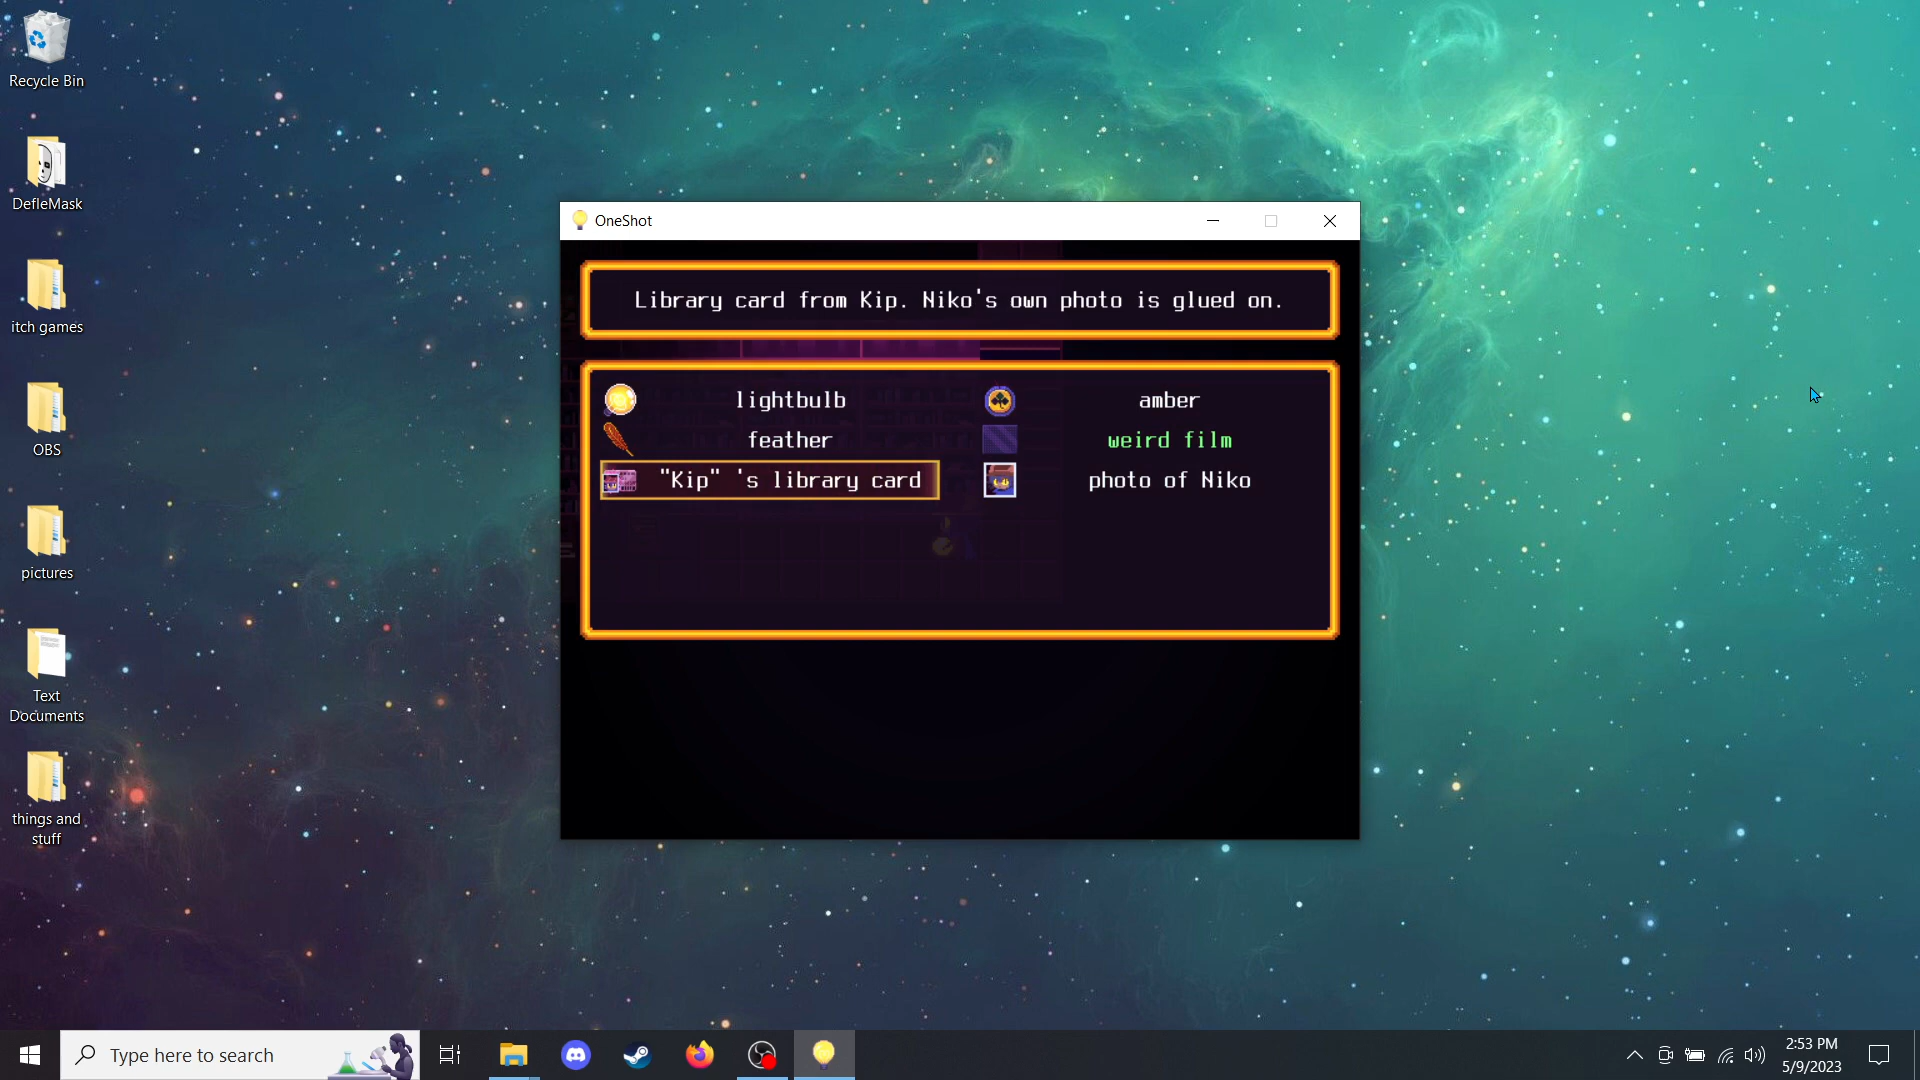 Recycle Bin
DefleMask
itch games
OBS
pictures
Text
Documents
things and
stuff
OneShot
Library card from Kip. Niko's own photo is glued on.
lightbulb
amber
feather
weird film
"Kip" 's library card
photo of Niko
Type here to search
2:53 PM
5/9/2023